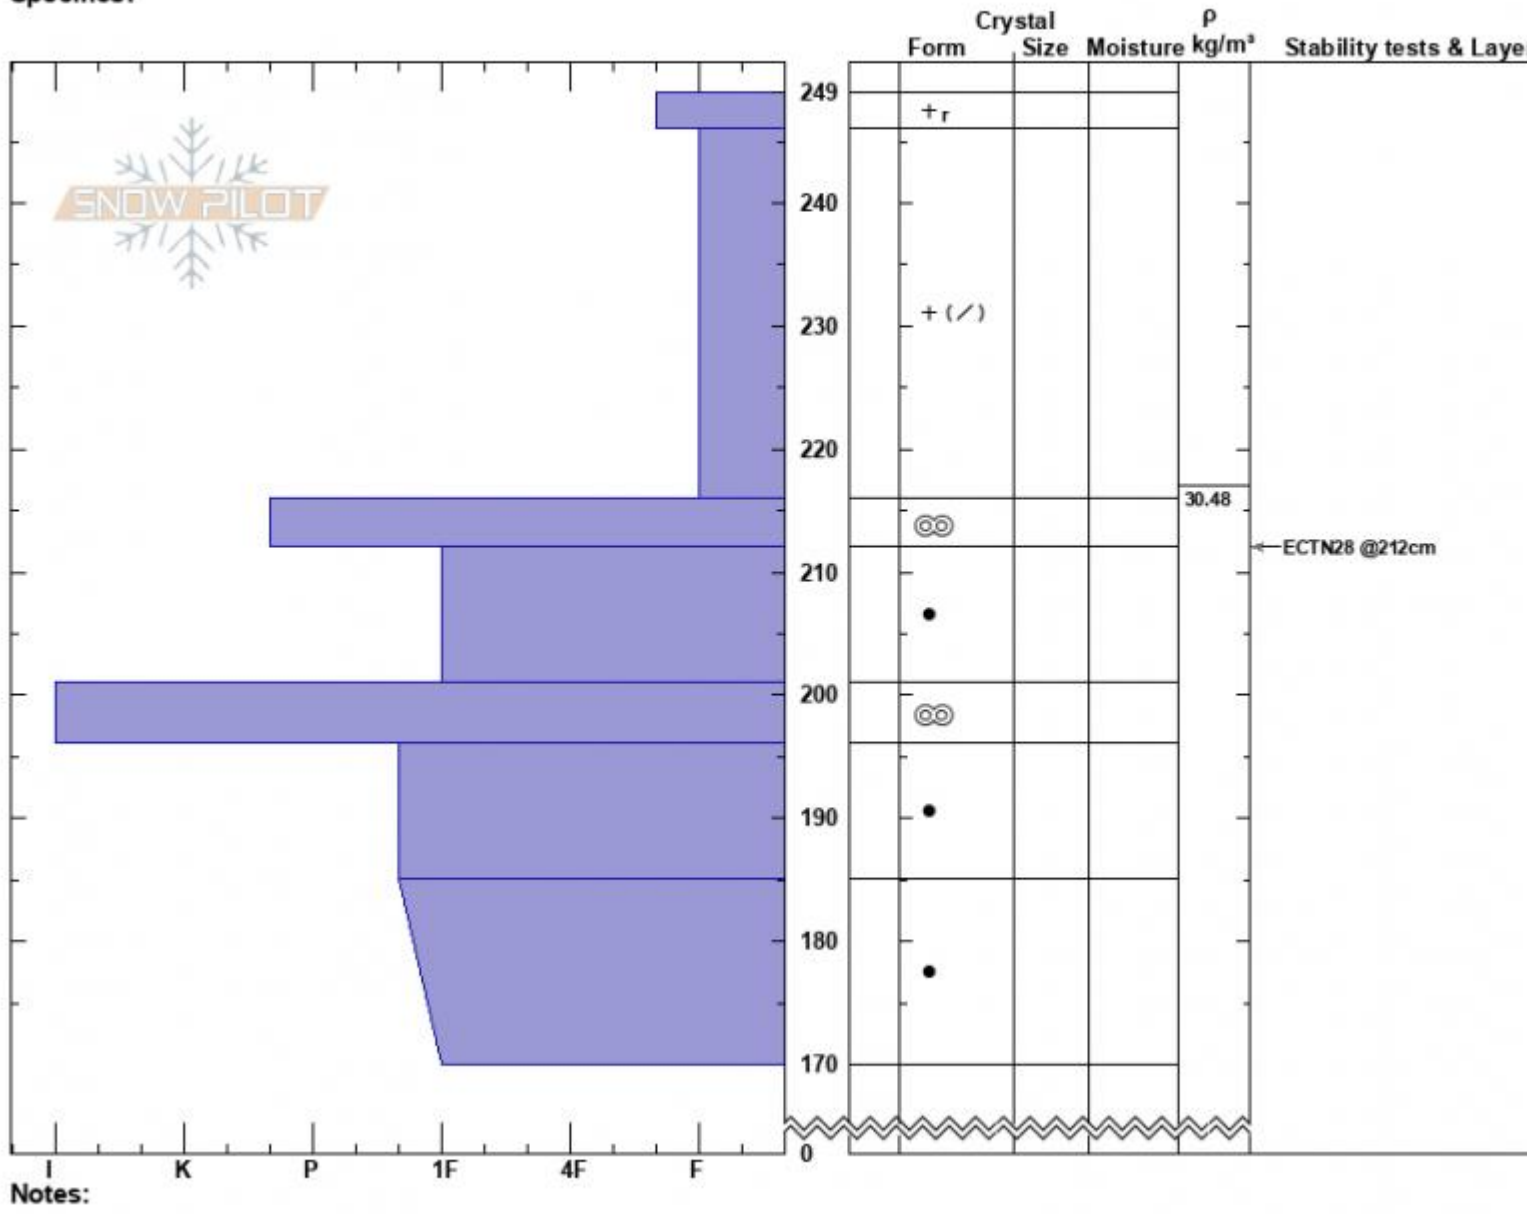 Crystal ρ
Form Size Moisture kg/m³ Stability tests & Laye
249
+ r
SNOW PILOT
240
+ (/)
230
220
30.48
ECTN28 @212cm
210
200
190
180
170
0
I K P 1F 4F F
Notes: